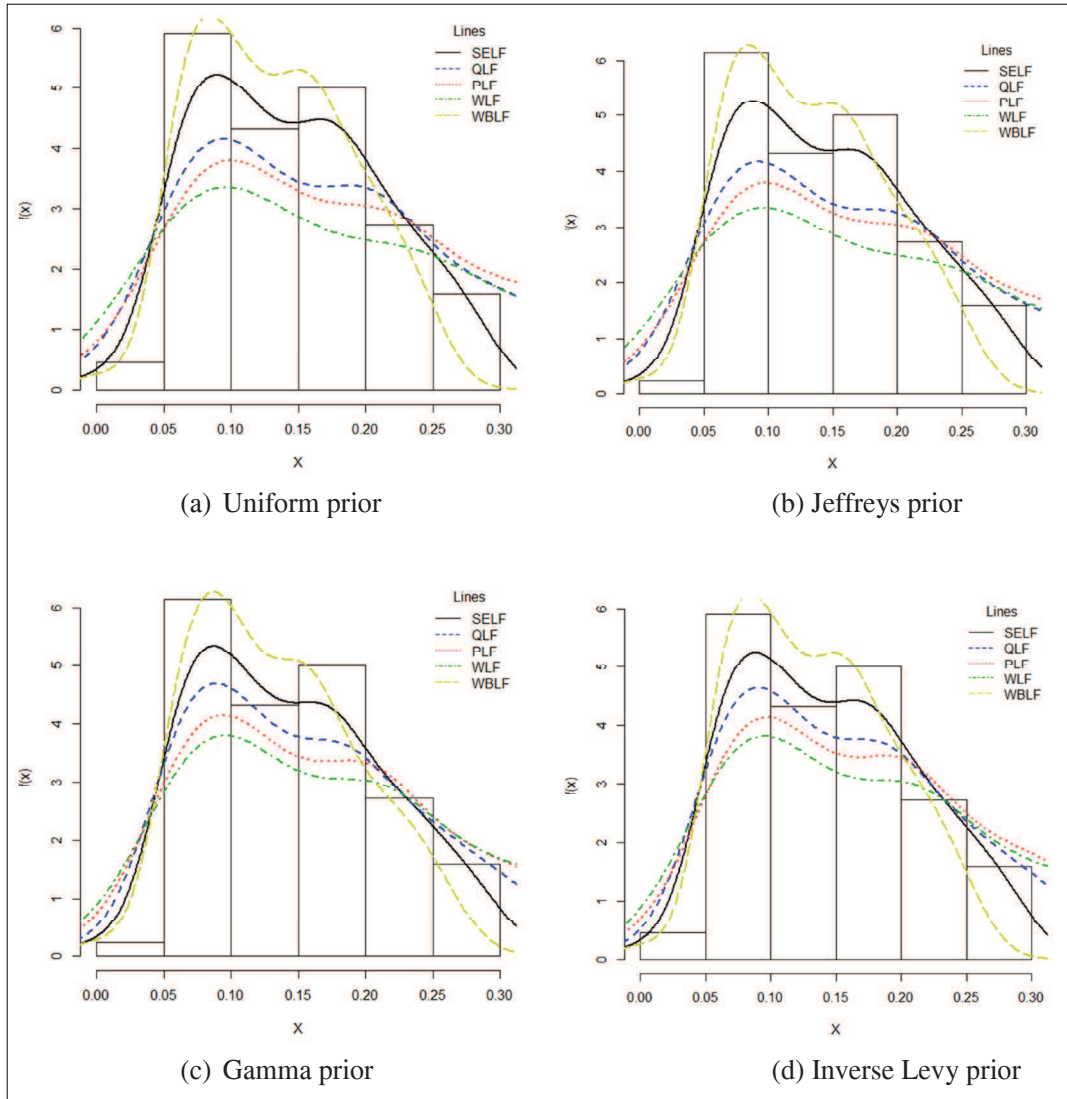 Lines
SELF
QLF
PLF
WLF
WBLF
f(x)
0 1 2 3 4 5 6
0.00 0.05 0.10 0.15 0.20 0.25 0.30
X
(a) Uniform prior
Lines
SELF
QLF
PLF
WLF
WBLF
f(x)
0 1 2 3 4 5 6
0.00 0.05 0.10 0.15 0.20 0.25 0.30
X
(b) Jeffreys prior
Lines
SELF
QLF
PLF
WLF
WBLF
f(x)
0 1 2 3 4 5 6
0.00 0.05 0.10 0.15 0.20 0.25 0.30
X
(c) Gamma prior
Lines
SELF
QLF
PLF
WLF
WBLF
f(x)
0 1 2 3 4 5 6
0.00 0.05 0.10 0.15 0.20 0.25 0.30
X
(d) Inverse Levy prior